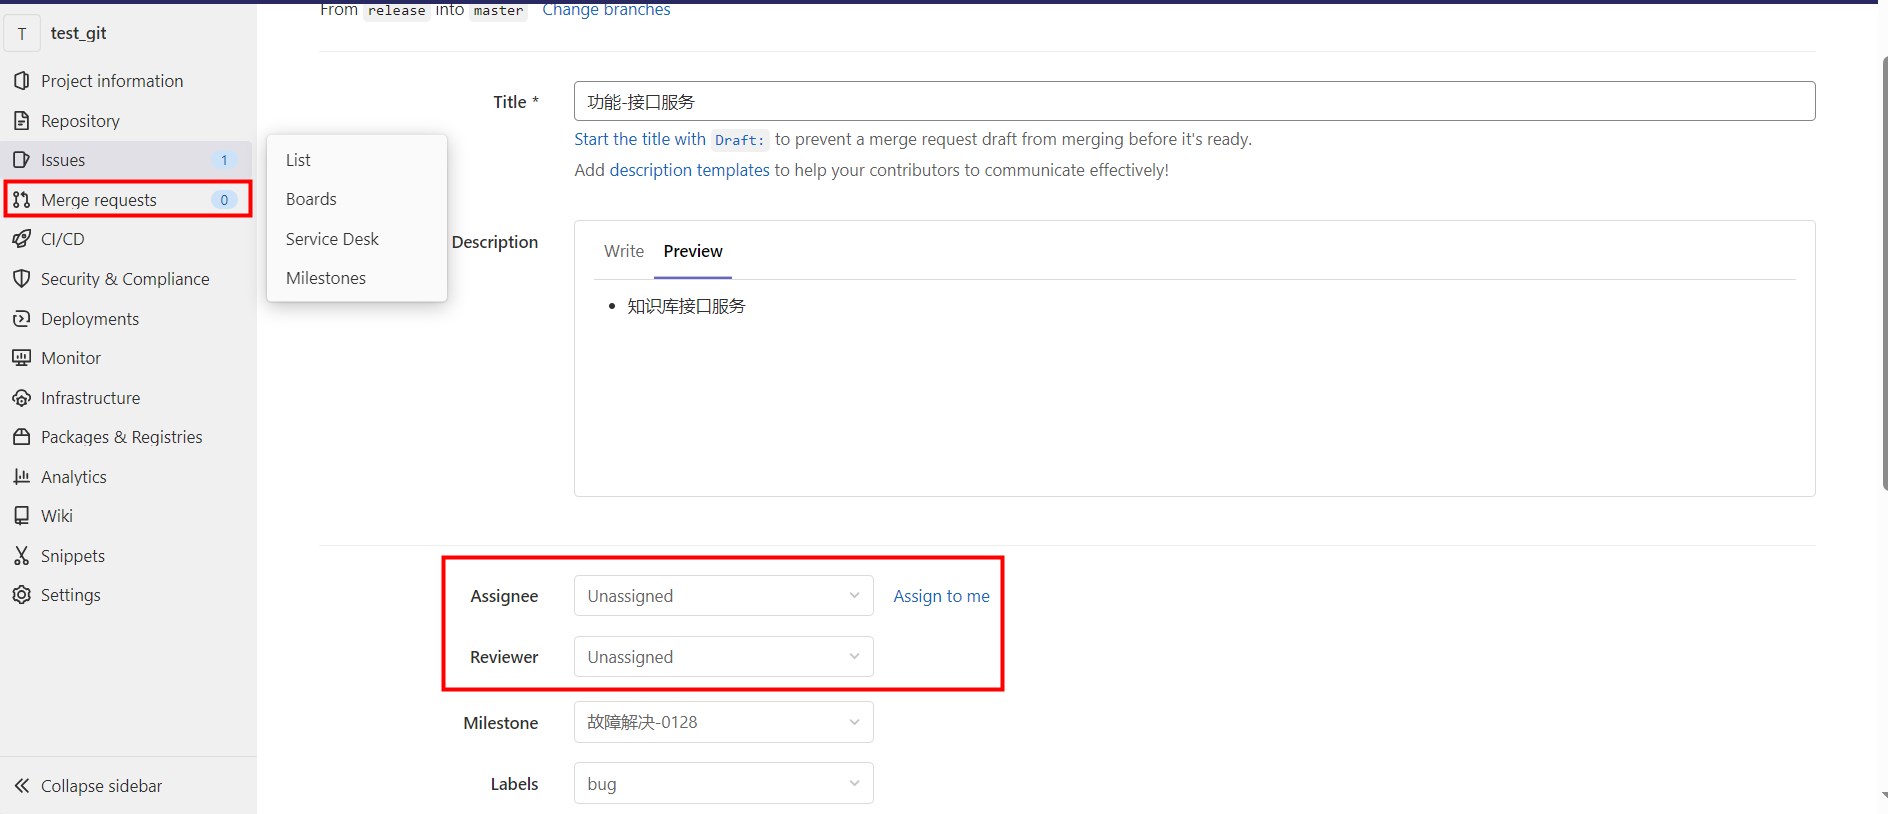 From release into master Change branches
T test_git
Project information
Repository
Issues 1
Merge requests 0
CI/CD
Security & Compliance
Deployments
Monitor
Infrastructure
Packages & Registries
Analytics
Wiki
Snippets
Settings
Collapse sidebar
List
Boards
Service Desk
Milestones
Title *
功能-接口服务
Start the title with Draft: to prevent a merge request draft from merging before it's ready.
Add description templates to help your contributors to communicate effectively!
Description
Write Preview
• 知识库接口服务
Assignee Unassigned Assign to me
Reviewer Unassigned
Milestone 故障解决-0128
Labels bug